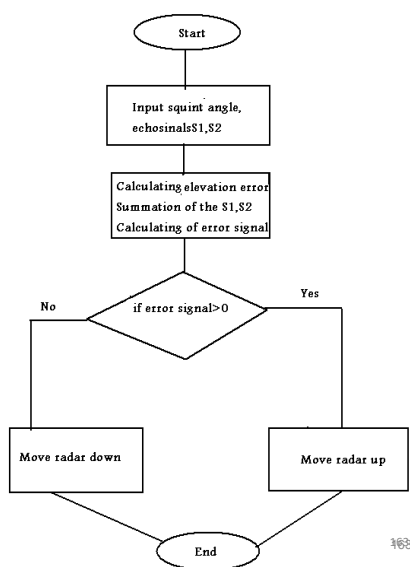 Start
Input squint angle,
echosinalsS1,S2
Calculating elevation error
Summation of the S1,S2
Calculating of error signal
No
if error signal>0
Yes
Move radar down
Move radar up
End
163